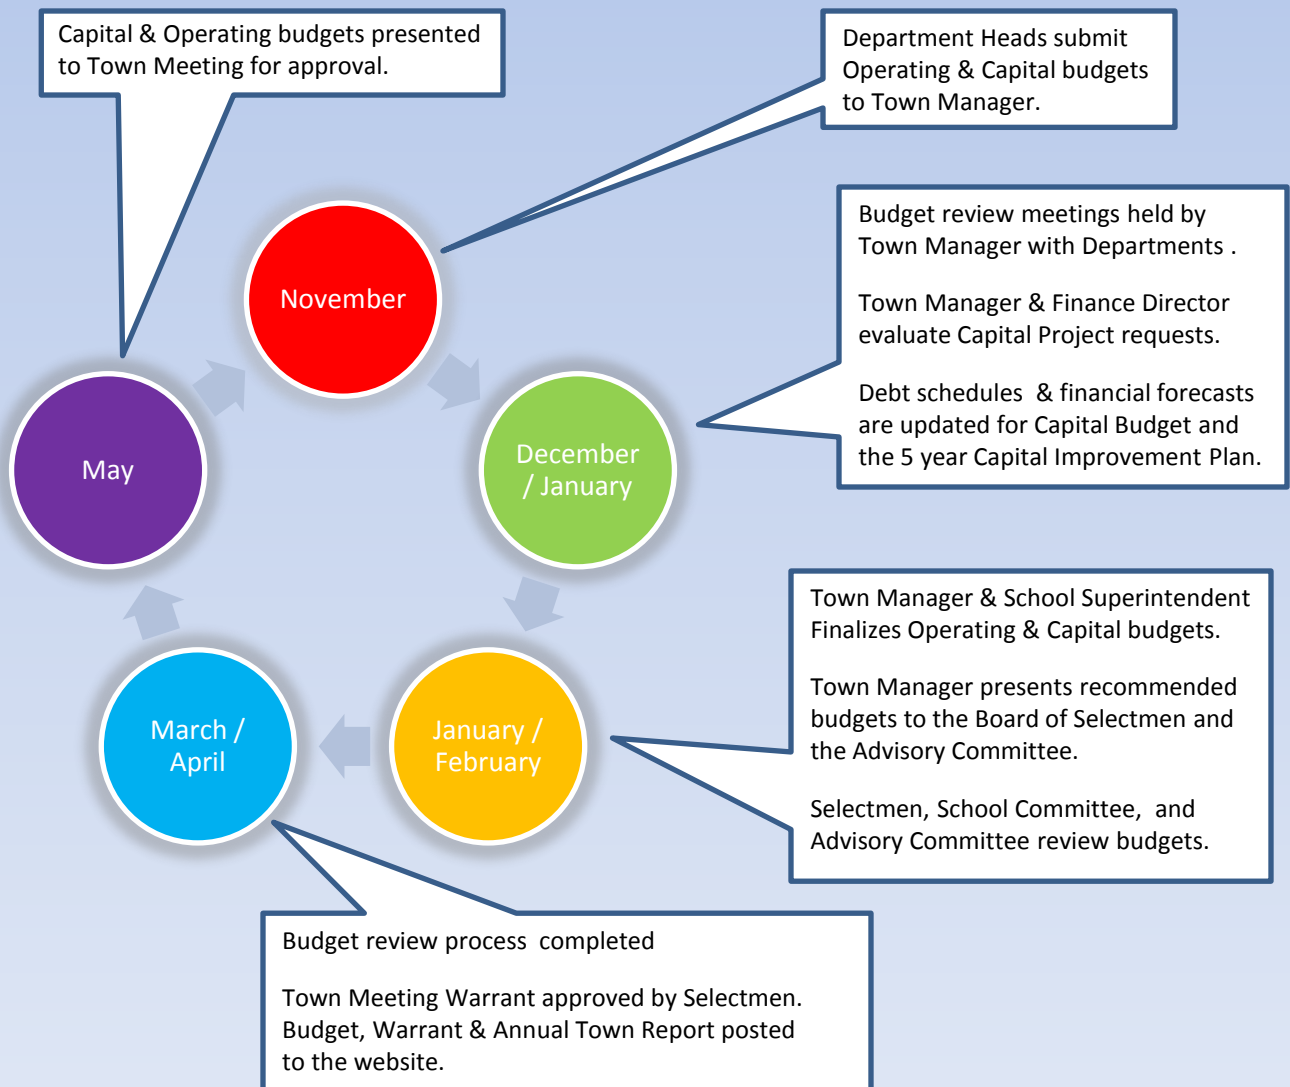 Capital & Operating budgets presented
to Town Meeting for approval.
Department Heads submit
Operating & Capital budgets
to Town Manager.
November
Budget review meetings held by
Town Manager with Departments .
Town Manager & Finance Director
evaluate Capital Project requests.
Debt schedules & financial forecasts
are updated for Capital Budget and
the 5 year Capital Improvement Plan.
December
/ January
May
Town Manager & School Superintendent
Finalizes Operating & Capital budgets.
Town Manager presents recommended
budgets to the Board of Selectmen and
the Advisory Committee.
Selectmen, School Committee, and
Advisory Committee review budgets.
January /
February
March /
April
Budget review process completed
Town Meeting Warrant approved by Selectmen.
Budget, Warrant & Annual Town Report posted
to the website.